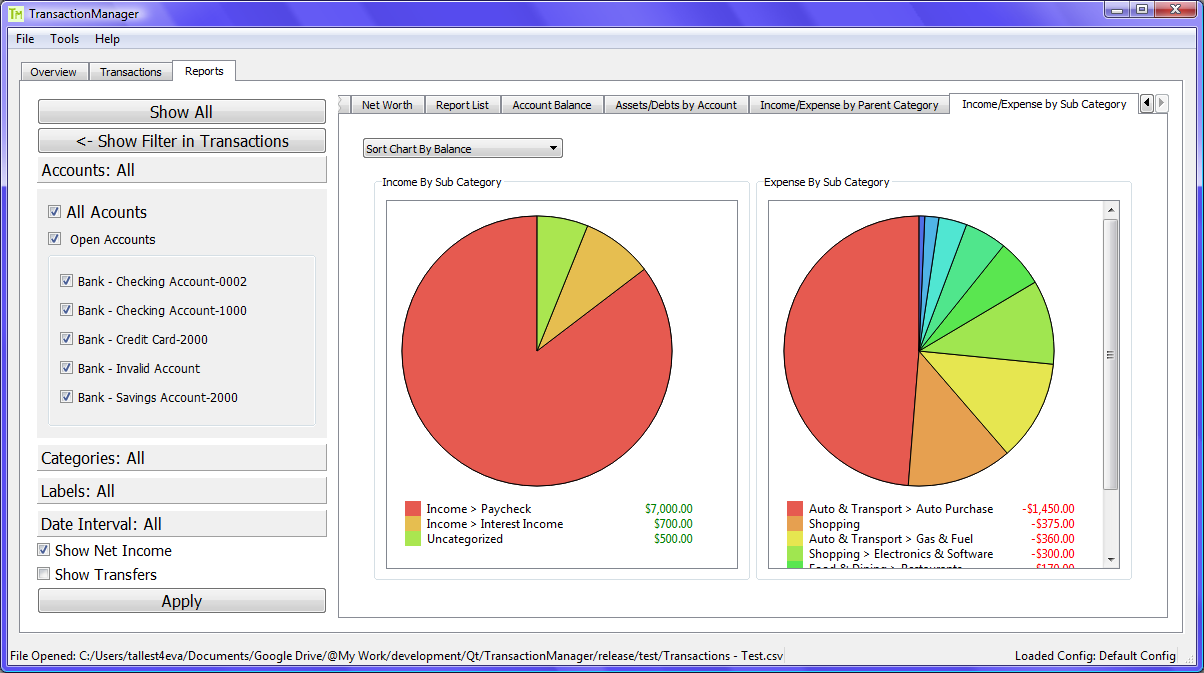 TM TransactionManager
File Tools Help
Overview Transactions Reports
Show All
<- Show Filter in Transactions
Accounts: All
All Acounts
Open Accounts
Bank - Checking Account-0002
Bank - Checking Account-1000
Bank - Credit Card-2000
Bank - Invalid Account
Bank - Savings Account-2000
Categories: All
Labels: All
Date Interval: All
Show Net Income
Show Transfers
Apply
Net Worth Report List Account Balance Assets/Debts by Account Income/Expense by Parent Category Income/Expense by Sub Category
Sort Chart By Balance
Income By Sub Category
Income > Paycheck $7,000.00
Income > Interest Income $700.00
Uncategorized $500.00
Expense By Sub Category
Auto & Transport > Auto Purchase -$1,450.00
Shopping -$375.00
Auto & Transport > Gas & Fuel -$360.00
Shopping > Electronics & Software -$300.00
Food & Dining > Restaurants -$170.00
File Opened: C:/Users/tallest4eva/Documents/Google Drive/@My Work/development/Qt/TransactionManager/release/test/Transactions - Test.csv
Loaded Config: Default Config